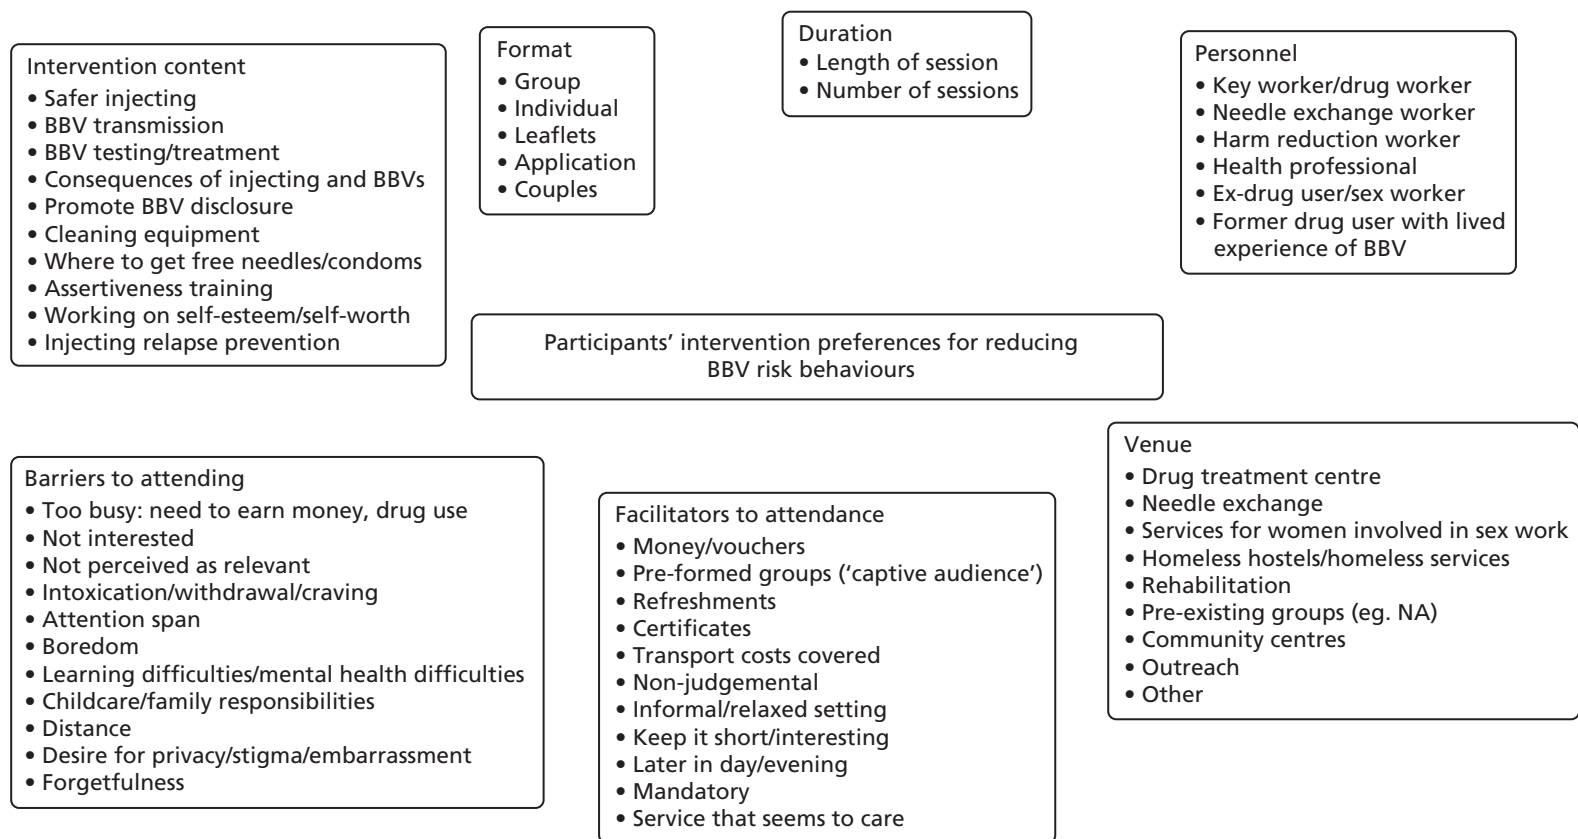 Intervention content
• Safer injecting
• BBV transmission
• BBV testing/treatment
• Consequences of injecting and BBVs
• Promote BBV disclosure
• Cleaning equipment
• Where to get free needles/condoms
• Assertiveness training
• Working on self-esteem/self-worth
• Injecting relapse prevention
Format
• Group
• Individual
• Leaflets
• Application
• Couples
Duration
• Length of session
• Number of sessions
Personnel
• Key worker/drug worker
• Needle exchange worker
• Harm reduction worker
• Health professional
• Ex-drug user/sex worker
• Former drug user with lived
experience of BBV
Participants’ intervention preferences for reducing
BBV risk behaviours
Barriers to attending
• Too busy: need to earn money, drug use
• Not interested
• Not perceived as relevant
• Intoxication/withdrawal/craving
• Attention span
• Boredom
• Learning difficulties/mental health difficulties
• Childcare/family responsibilities
• Distance
• Desire for privacy/stigma/embarrassment
• Forgetfulness
Facilitators to attendance
• Money/vouchers
• Pre-formed groups (‘captive audience’)
• Refreshments
• Certificates
• Transport costs covered
• Non-judgemental
• Informal/relaxed setting
• Keep it short/interesting
• Later in day/evening
• Mandatory
• Service that seems to care
Venue
• Drug treatment centre
• Needle exchange
• Services for women involved in sex work
• Homeless hostels/homeless services
• Rehabilitation
• Pre-existing groups (eg. NA)
• Community centres
• Outreach
• Other